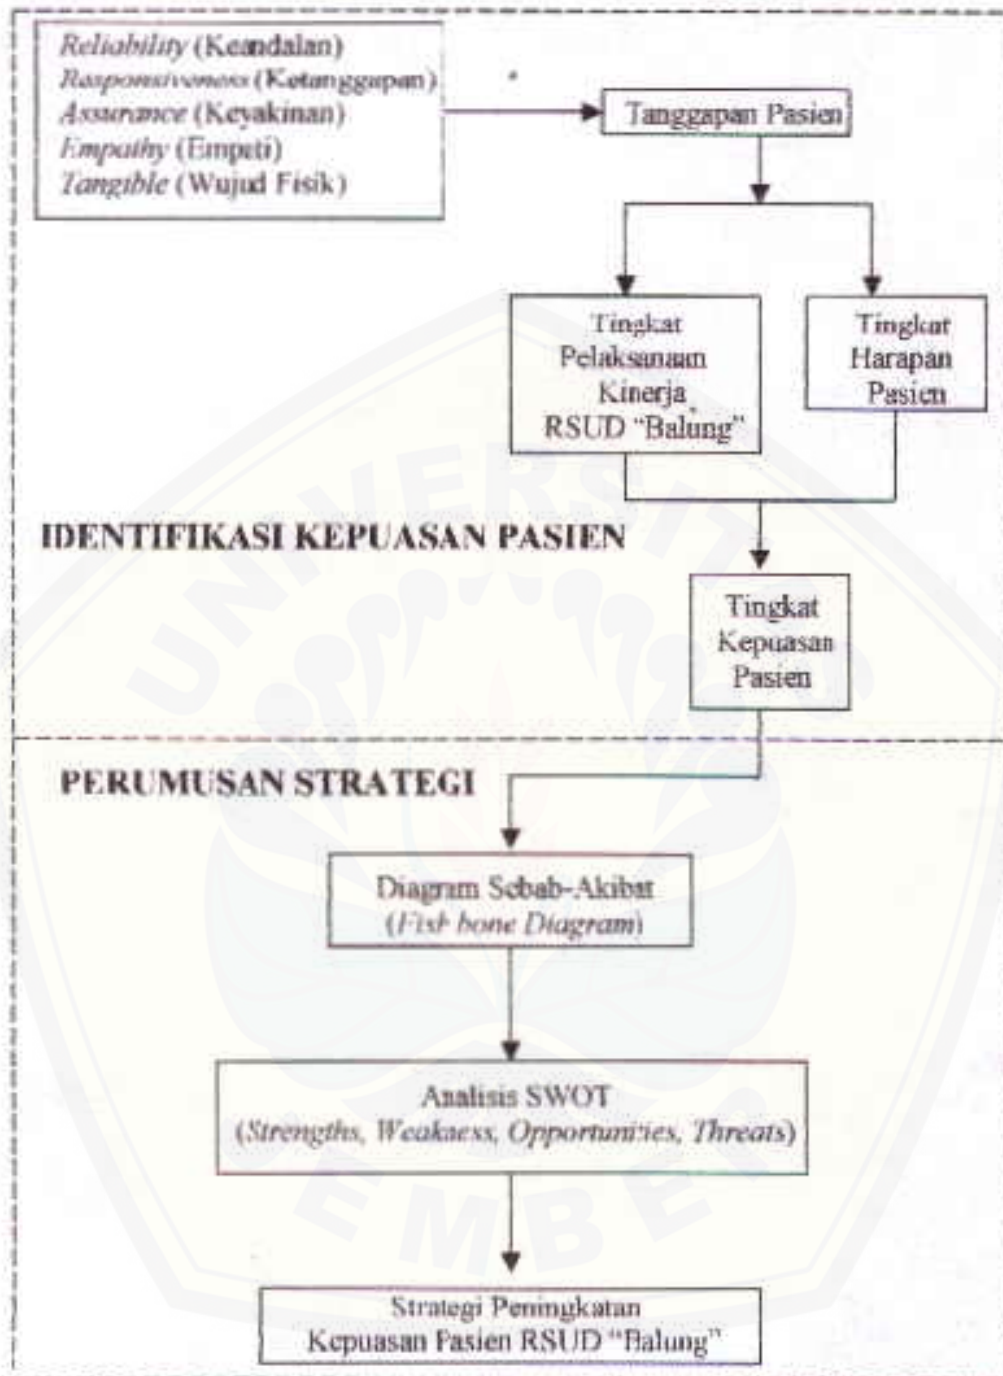 Reliability (Keandalan)
Responsiveness (Ketanggapan)
Assurance (Keyakinan)
Empathy (Empati)
Tangible (Wujud Fisik)
Tanggapan Pasien
Tingkat
Pelaksanaan
Kinerja
RSUD “Balung”
Tingkat
Harapan
Pasien
IDENTIFIKASI KEPUASAN PASIEN
Tingkat
Kepuasan
Pasien
PERUMUSAN STRATEGI
Diagram Sebab-Akibat
(Fish bone Diagram)
Analisis SWOT
(Strengths, Weakness, Opportunities, Threats)
Strategi Peningkatan
Kepuasan Pasien RSUD “Balung”
UNIVERSITAS
JEMBER